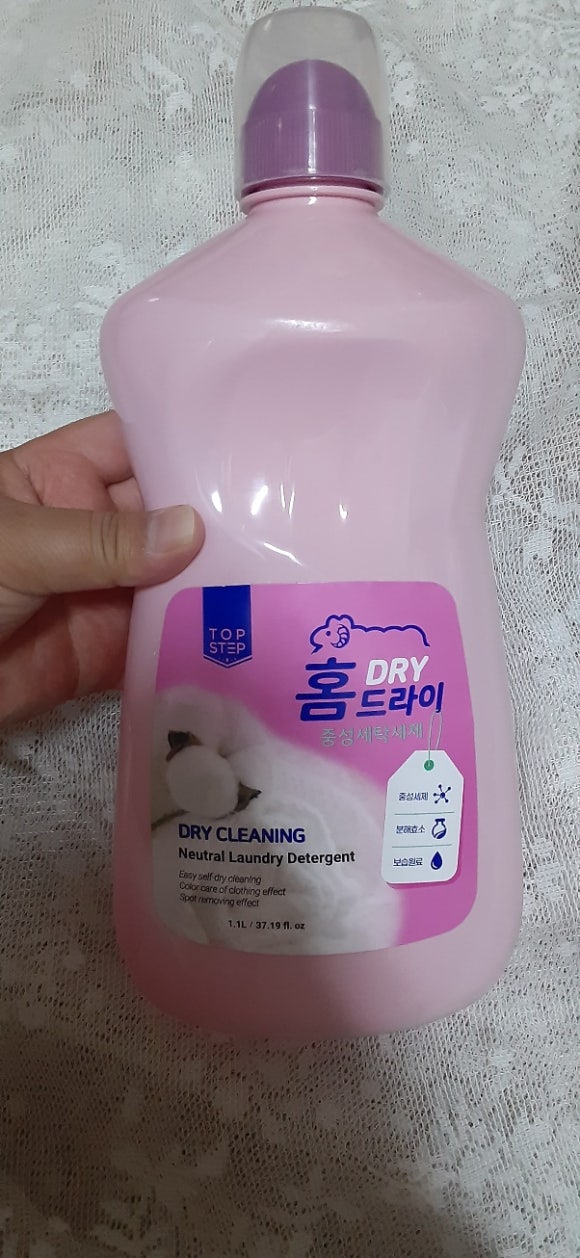 TOP
STEP
홈 DRY
드라이
중성세탁세제
중성세제
분해효소
보습원료
DRY CLEANING
Neutral Laundry Detergent
Easy self-dry cleaning
Color care of clothing effect
Spot removing effect
1.1L / 37.19 fl. oz